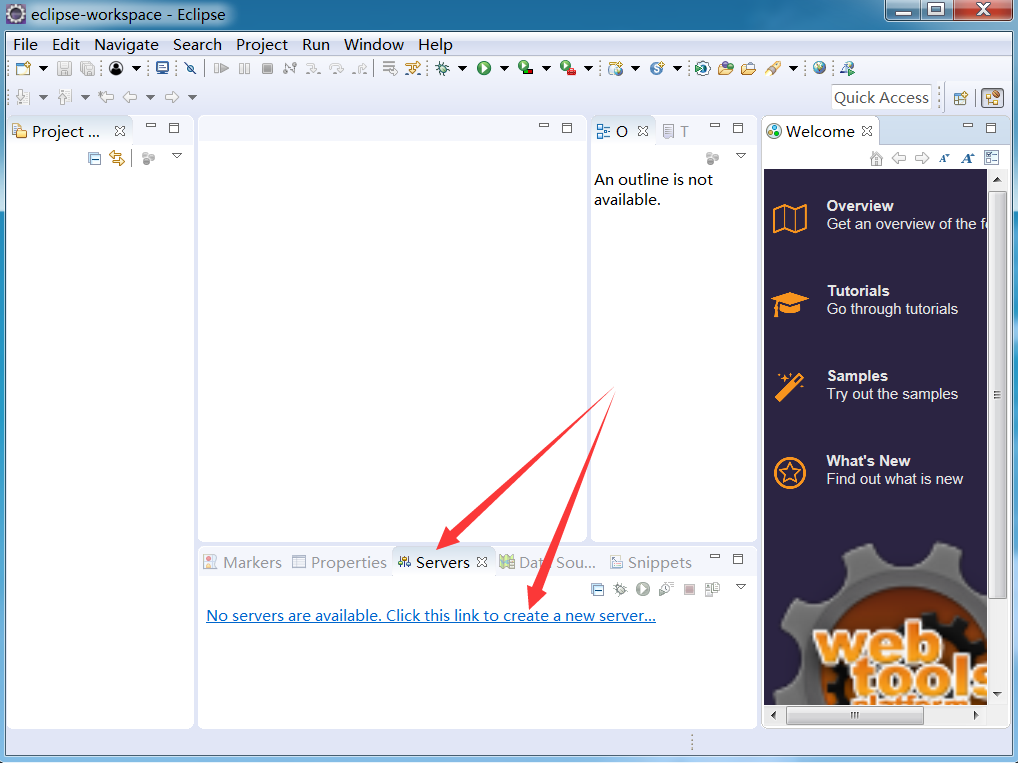 eclipse-workspace - Eclipse
File Edit Navigate Search Project Run Window Help
Quick Access
Project ...
O
T
Welcome
An outline is not
available.
Overview
Get an overview of the f
Tutorials
Go through tutorials
Samples
Try out the samples
What's New
Find out what is new
Markers Properties Servers Data Sou... Snippets
No servers are available. Click this link to create a new server...
web
tools
platform